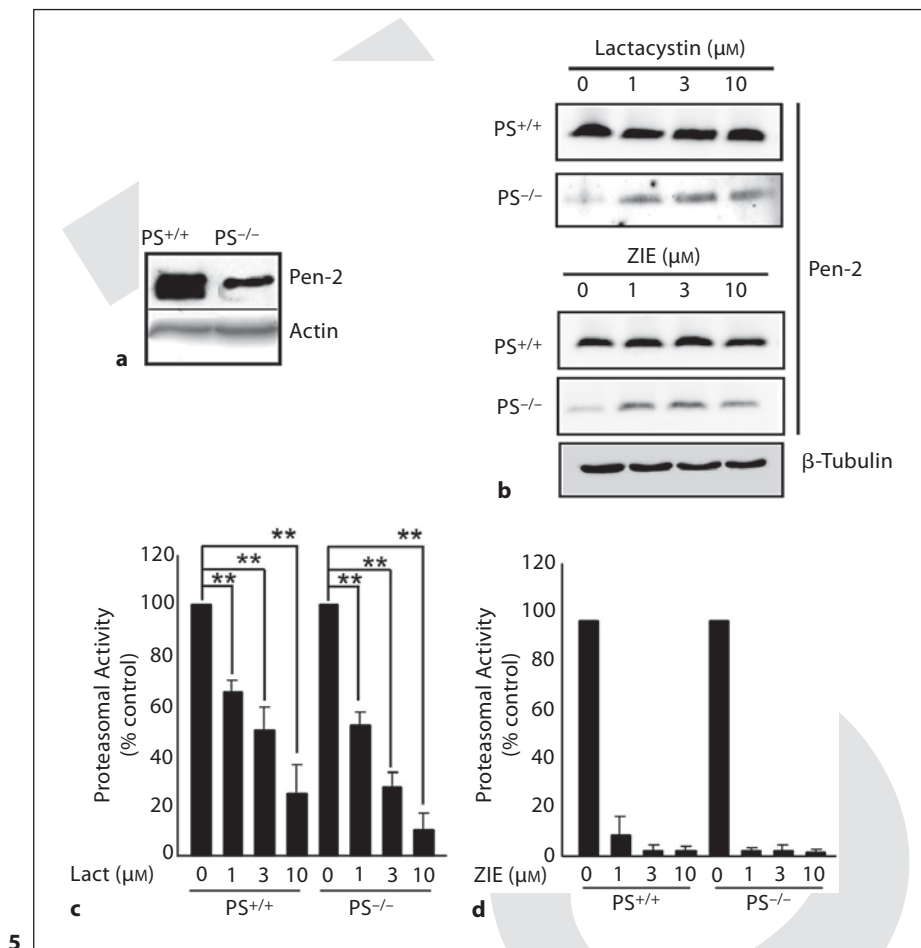 Lactacystin (μM)
0 1 3 10
PS+/+
PS–/–
ZIE (μM)
0 1 3 10
PS+/+
PS–/–
Pen-2
β-Tubulin
b
PS+/+ PS–/–
Pen-2
Actin
a
Proteasomal Activity
(% control)
120
100
80
60
40
20
0
** ** **
** ** **
Lact (μM) 0 1 3 10 0 1 3 10
PS+/+ PS–/–
c
Proteasomal Activity
(% control)
120
100
80
60
40
20
0
ZIE (μM) 0 1 3 10 0 1 3 10
PS+/+ PS–/–
d
5